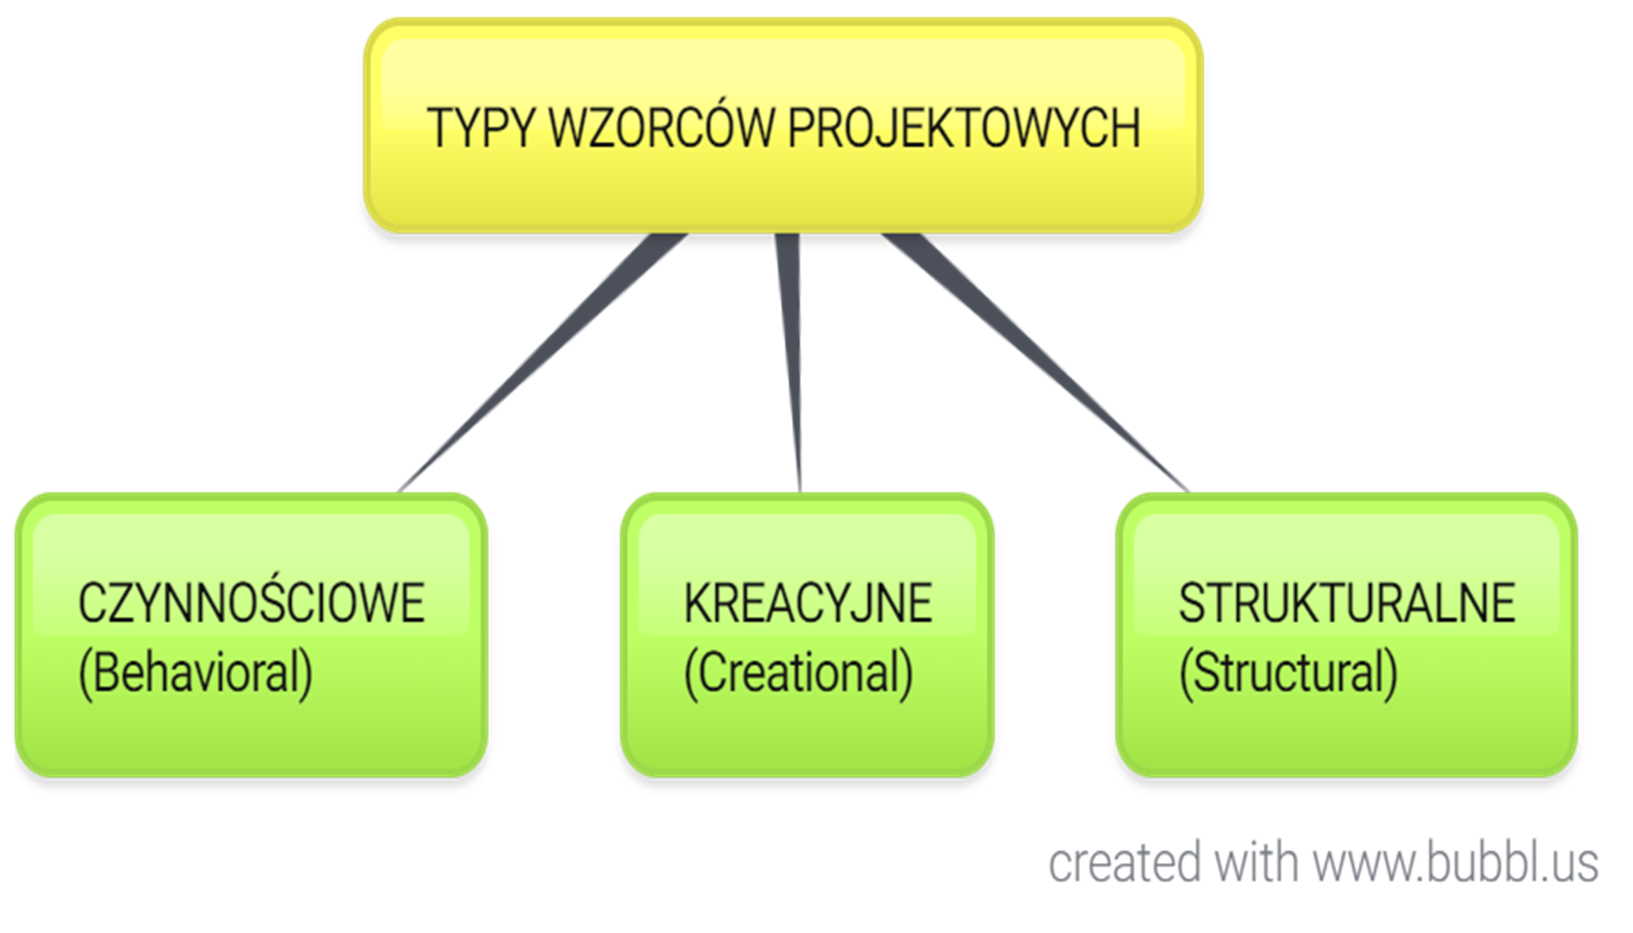 TYPY WZORCÓW PROJEKTOWYCH
CZYNNOŚCIOWE
(Behavioral)
KREACYJNE
(Creational)
STRUKTURALNE
(Structural)
created with www.bubbl.us